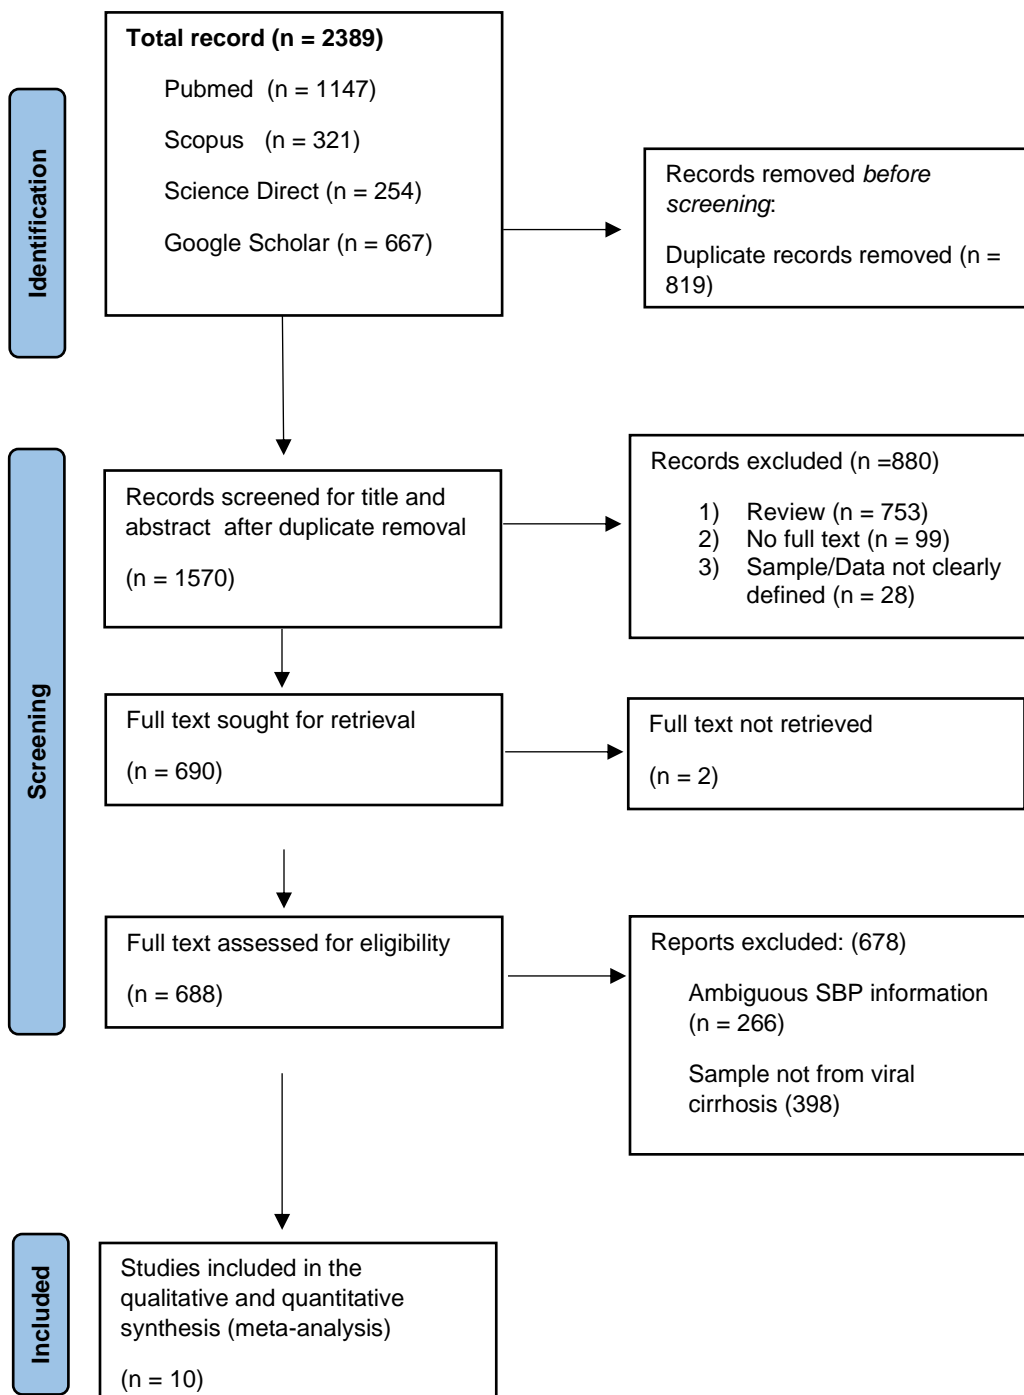 Total record (n = 2389)
Pubmed (n = 1147)
Scopus (n = 321)
Science Direct (n = 254)
Google Scholar (n = 667)
Identification
Records removed before
screening:
Duplicate records removed (n =
819)
Screening
Records screened for title and
abstract after duplicate removal
(n = 1570)
Records excluded (n =880)
1) Review (n = 753)
2) No full text (n = 99)
3) Sample/Data not clearly
defined (n = 28)
Full text sought for retrieval
(n = 690)
Full text not retrieved
(n = 2)
Full text assessed for eligibility
(n = 688)
Reports excluded: (678)
Ambiguous SBP information
(n = 266)
Sample not from viral
cirrhosis (398)
Included
Studies included in the
qualitative and quantitative
synthesis (meta-analysis)
(n = 10)